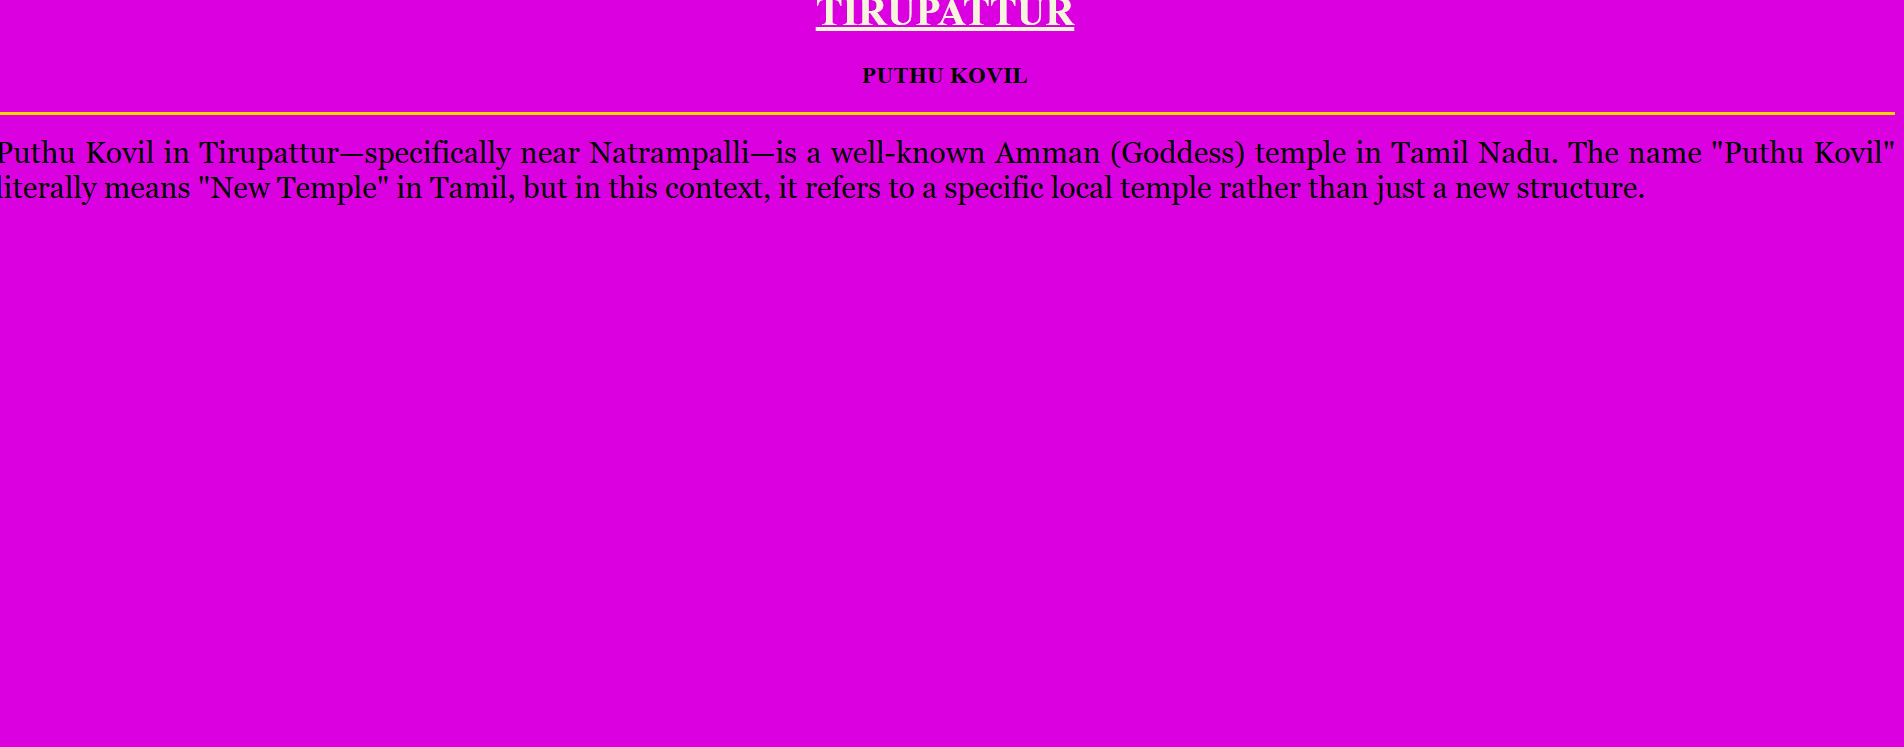 TIRUPATTUR
PUTHU KOVIL
Puthu Kovil in Tirupattur—specifically near Natrampalli—is a well-known Amman (Goddess) temple in Tamil Nadu. The name "Puthu Kovil"
literally means "New Temple" in Tamil, but in this context, it refers to a specific local temple rather than just a new structure.